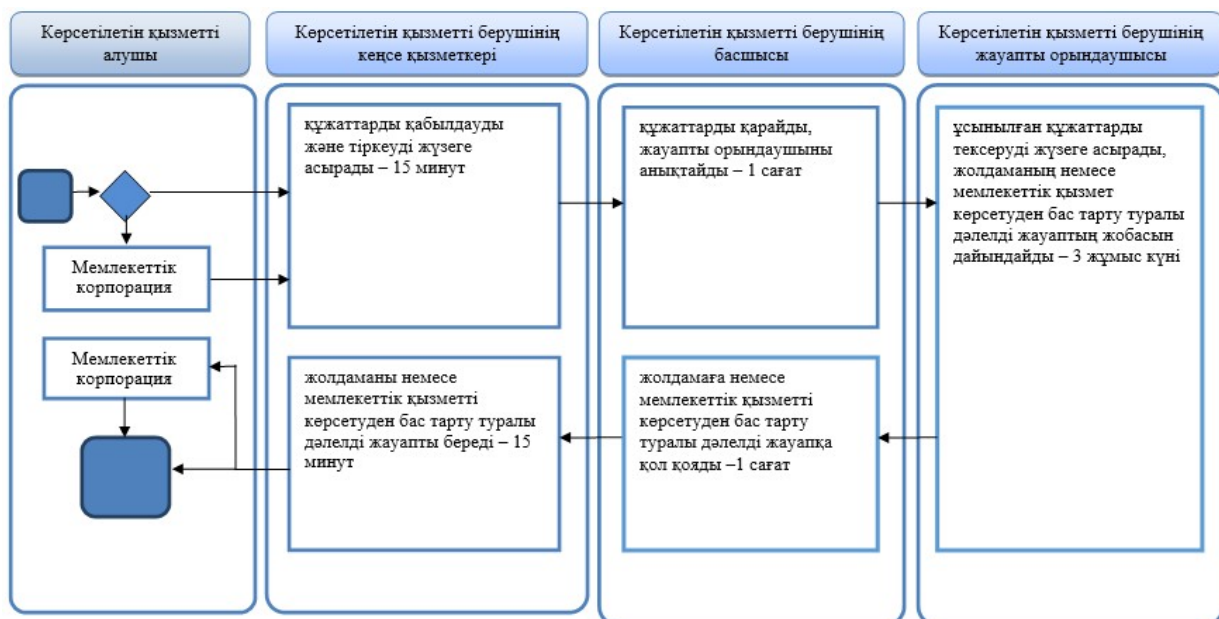 Көрсетілетін қызметті
алушы
Көрсетілетін қызметті берушінің
кеңсе қызметкері
Көрсетілетін қызметті берушінің
басшысы
Көрсетілетін қызметті берушінің
жауапты орындаушысы
құжаттарды қабылдауды
және тіркеуді жүзеге
асырады – 15 минут
құжаттарды қарайды,
жауапты орындаушыны
анықтайды – 1 сағат
ұсынылған құжаттарды
тексеруді жүзеге асырады,
жолдаманың немесе
мемлекеттік қызмет
көрсетуден бас тарту туралы
дәлелді жауаптың жобасын
дайындайды – 3 жұмыс күні
Мемлекеттік
корпорация
Мемлекеттік
корпорация
жолдаманы немесе
мемлекеттік қызметті
көрсетуден бас тарту туралы
дәлелді жауапты береді – 15
минут
жолдамаға немесе
мемлекеттік қызметті
көрсетуден бас тарту
туралы дәлелді жауапқа
қол қояды –1 сағат